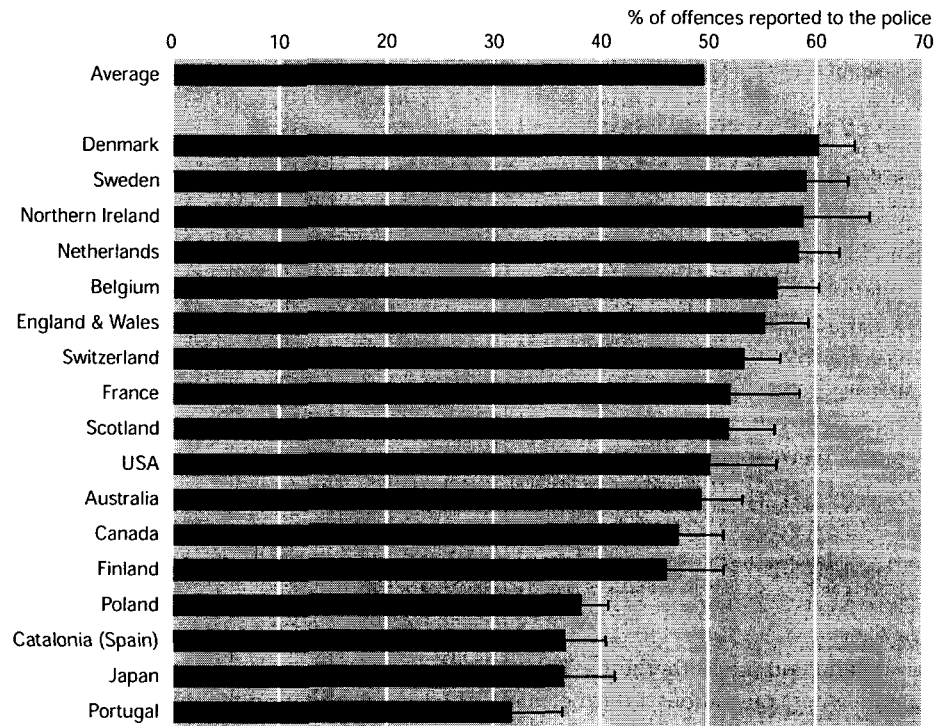 % of offences reported to the police
0 10 20 30 40 50 60 70
Average
Denmark
Sweden
Northern Ireland
Netherlands
Belgium
England & Wales
Switzerland
France
Scotland
USA
Australia
Canada
Finland
Poland
Catalonia (Spain)
Japan
Portugal